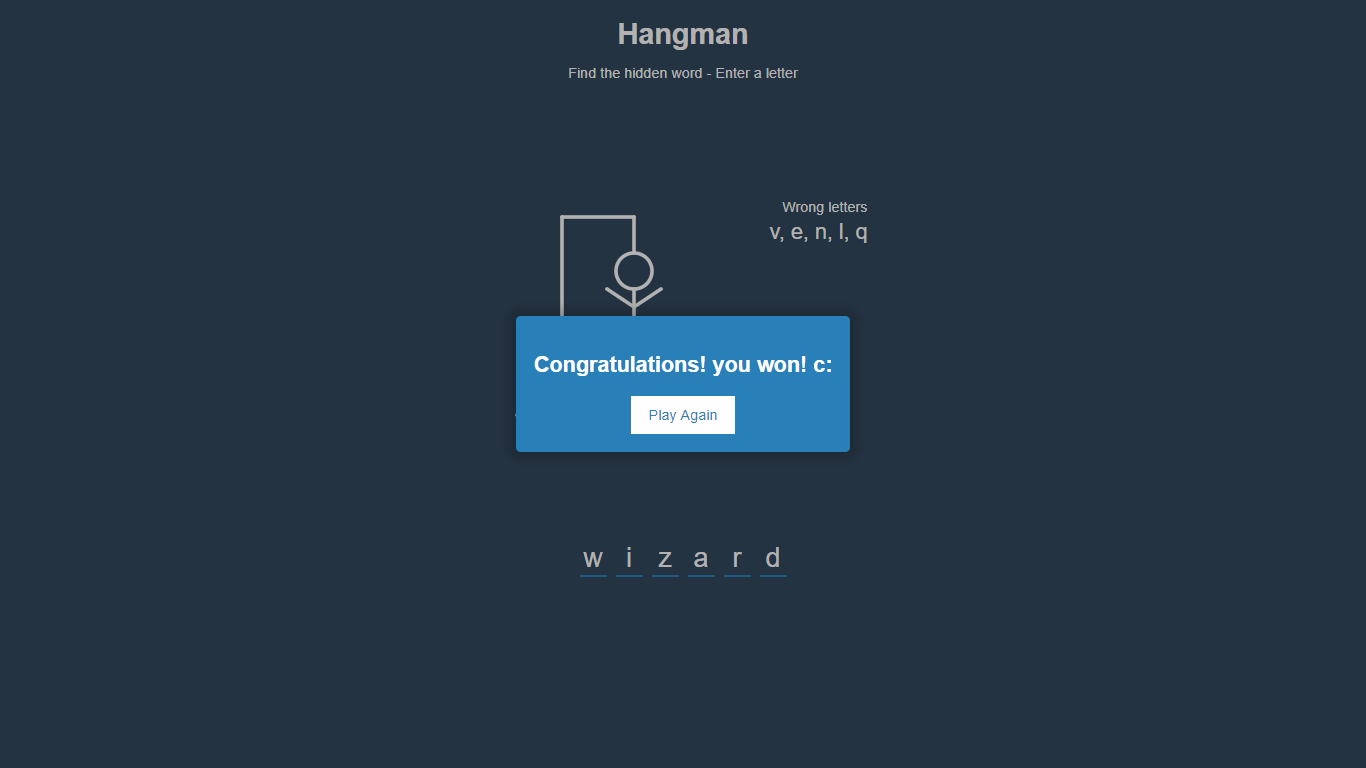 Hangman
Find the hidden word - Enter a letter
Wrong letters
v, e, n, l, q
Congratulations! you won! c:
Play Again
w i z a r d